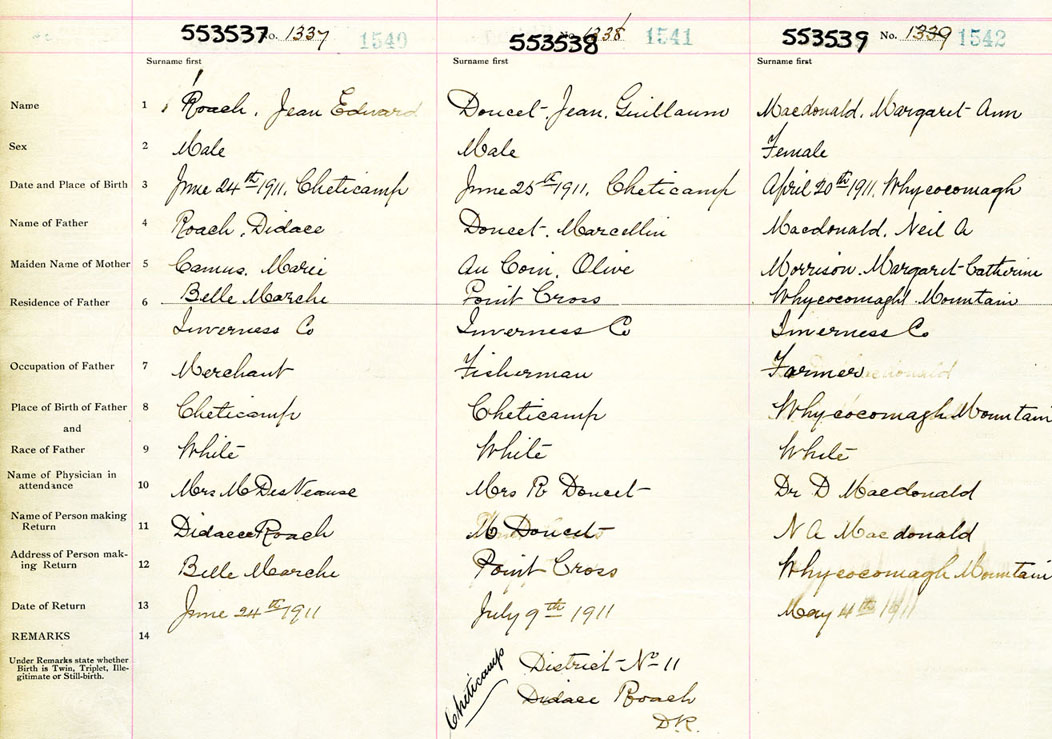 553537 No. 1337 1540 553538 No. 1338 1541 553539 No. 1339 1542
Surname first Surname first Surname first
Name 1 Roach, Jean Edward Doucet, Jean, Guillaum Macdonald, Margaret Ann
Sex 2 Male Male Female
Date and Place of Birth 3 June 24th 1911, Cheticamp June 25th 1911, Cheticamp April 20th 1911, Whycocomagh
Name of Father 4 Roach, Didace Doucet, Marcellin Macdonald, Neil A
Maiden Name of Mother 5 Camus, Marie Au Coin, Olive Morrison, Margaret Catherine
Residence of Father 6 Belle Marche Point Cross Whycocomagh Mountain
Inverness Co Inverness Co Inverness Co
Occupation of Father 7 Merchant Fisherman Farmer
Place of Birth of Father 8 Cheticamp Cheticamp Whycocomagh Mountain
and
Race of Father 9 White White White
Name of Physician in
attendance 10 Mrs M DesVeause Mrs P Doucet Dr D Macdonald
Name of Person making
Return 11 Didace Roach M Doucet N A Macdonald
Address of Person mak-
ing Return 12 Belle Marche Point Cross Whycocomagh Mountain
Date of Return 13 June 24th 1911 July 9th 1911 May 4th 1911
REMARKS 14
Under Remarks state whether
Birth is Twin, Triplet, Ille-
gitimate or Still-birth.
Cheticamp District No 11
Didace Roach
D.R.